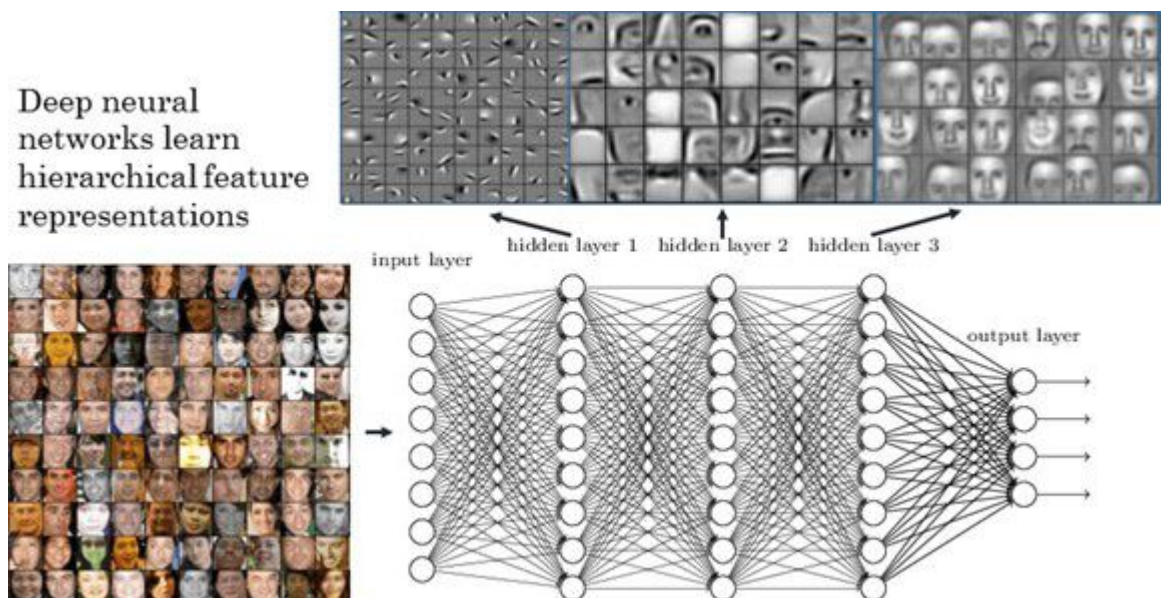 Deep neural
networks learn
hierarchical feature
representations
input layer
hidden layer 1
hidden layer 2
hidden layer 3
output layer